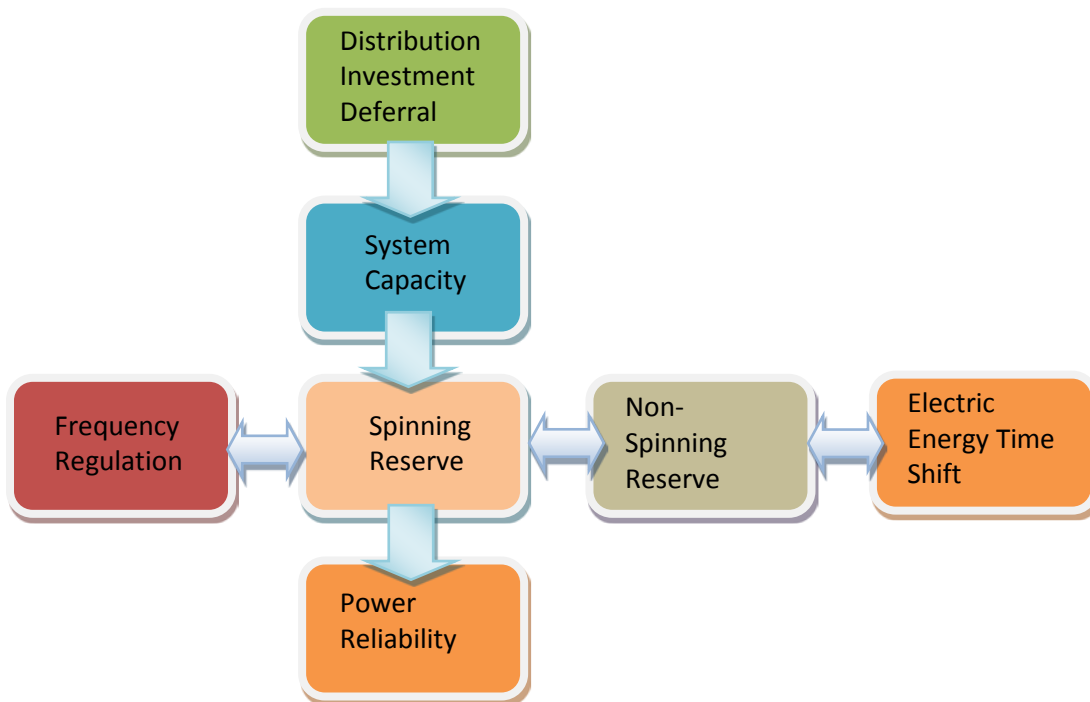 Distribution
Investment
Deferral
System
Capacity
Frequency
Regulation
Spinning
Reserve
Non-
Spinning
Reserve
Electric
Energy Time
Shift
Power
Reliability